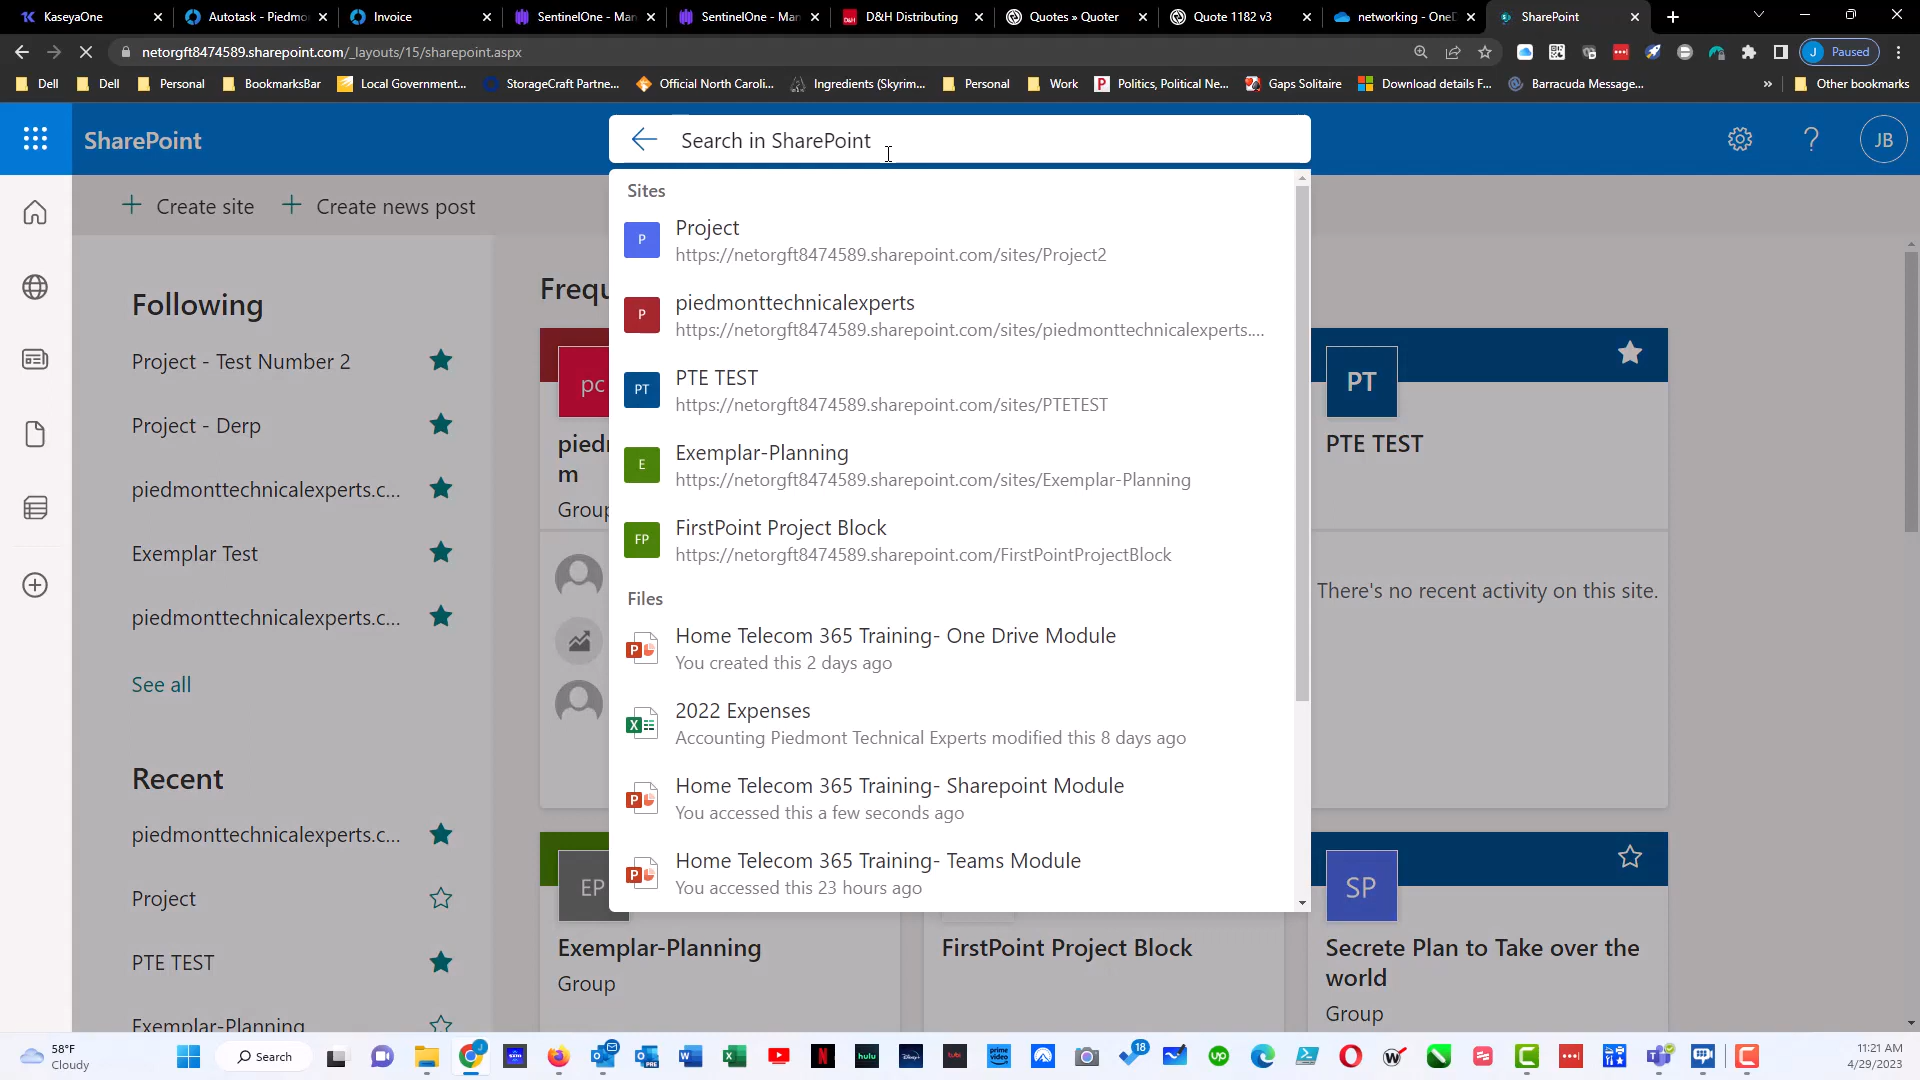 KaseyaOne
Autotask - Piedmo
Invoice
SentinelOne - Man
SentinelOne - Man
D&H Distributing
Quotes » Quoter
Quote 1182 v3
networking - OneD
SharePoint
netorgft8474589.sharepoint.com/_layouts/15/sharepoint.aspx
J Paused
Dell
Dell
Personal
BookmarksBar
Local Government...
StorageCraft Partne...
Official North Caroli...
Ingredients (Skyrim...
Personal
Work
Politics, Political Ne...
Gaps Solitaire
Download details F...
Barracuda Message...
»
Other bookmarks
SharePoint
Search in SharePoint
JB
Create site
Create news post
Following
Project - Test Number 2
Project - Derp
piedmonttechnicalexperts.c...
Exemplar Test
piedmonttechnicalexperts.c...
See all
Recent
piedmonttechnicalexperts.c...
Project
PTE TEST
Exemplar-Planning
Sites
P
Project
https://netorgft8474589.sharepoint.com/sites/Project2
P
piedmonttechnicalexperts
https://netorgft8474589.sharepoint.com/sites/piedmonttechnicalexperts....
PT
PTE TEST
https://netorgft8474589.sharepoint.com/sites/PTETEST
E
Exemplar-Planning
https://netorgft8474589.sharepoint.com/sites/Exemplar-Planning
FP
FirstPoint Project Block
https://netorgft8474589.sharepoint.com/FirstPointProjectBlock
Files
Home Telecom 365 Training- One Drive Module
You created this 2 days ago
2022 Expenses
Accounting Piedmont Technical Experts modified this 8 days ago
Home Telecom 365 Training- Sharepoint Module
You accessed this a few seconds ago
Home Telecom 365 Training- Teams Module
You accessed this 23 hours ago
Frequ
pc
piedr
m
Group
PT
PTE TEST
There's no recent activity on this site.
EP
Exemplar-Planning
Group
FirstPoint Project Block
SP
Secrete Plan to Take over the
world
Group
58°F
Cloudy
Search
hulu
prime
video
18
11:21 AM
4/29/2023